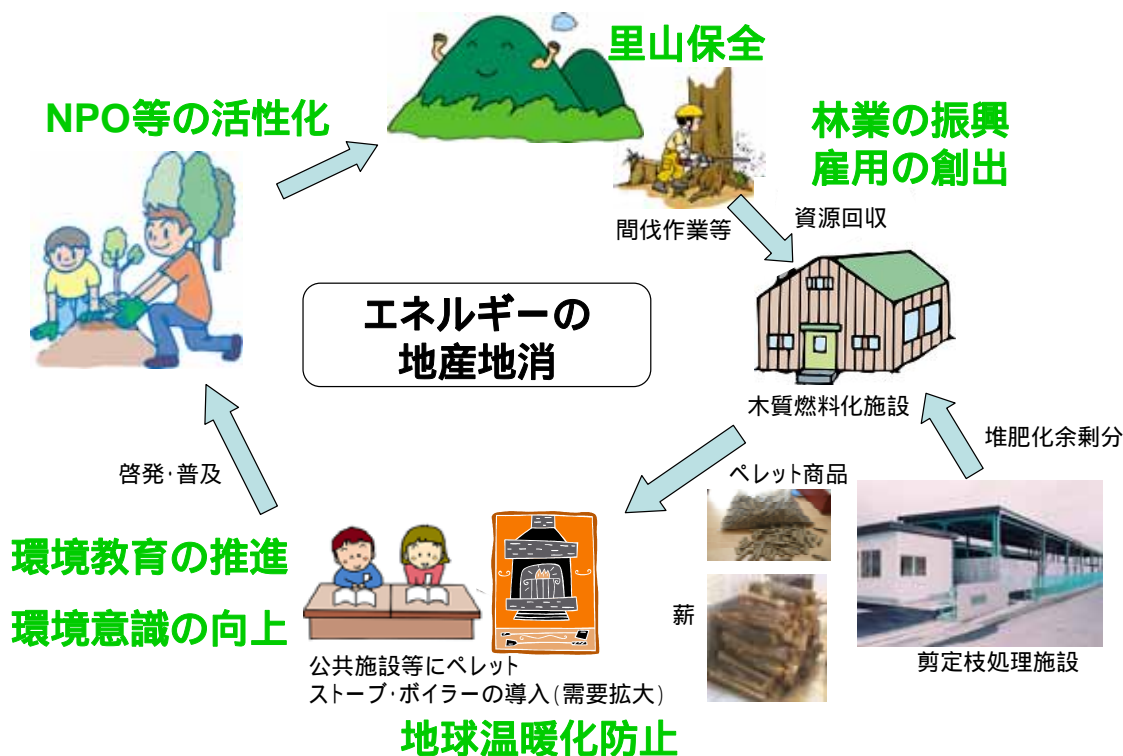 里山保全
NPO等の活性化
林業の振興
雇用の創出
間伐作業等
資源回収
エネルギーの
地産地消
木質燃料化施設
堆肥化余剰分
啓発・普及
ペレット商品
環境教育の推進
環境意識の向上
薪
公共施設等にペレット
ストーブ・ボイラーの導入(需要拡大)
剪定枝処理施設
地球温暖化防止